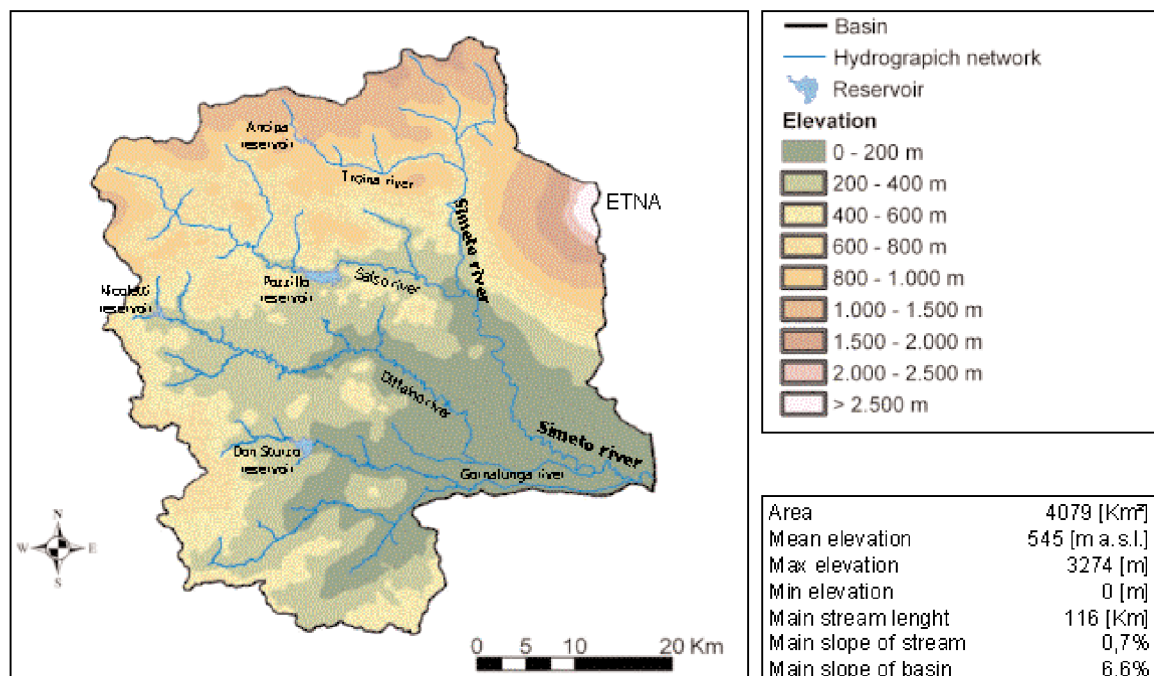 Ancipa
reservoir
Troina river
ETNA
Simeto river
Nicoletti
reservoir
Pozzillo
reservoir
Salso river
Dittaino river
Simeto river
Don Sturzo
reservoir
Gornalunga river
N
W E
S
0 5 10 20 Km
Basin
Hydrograpich network
Reservoir
Elevation
0 - 200 m
200 - 400 m
400 - 600 m
600 - 800 m
800 - 1.000 m
1.000 - 1.500 m
1.500 - 2.000 m
2.000 - 2.500 m
> 2.500 m
Area 4079 [Km²]
Mean elevation 545 [m a.s.l.]
Max elevation 3274 [m]
Min elevation 0 [m]
Main stream lenght 116 [Km]
Main slope of stream 0,7%
Main slope of basin 6,6%